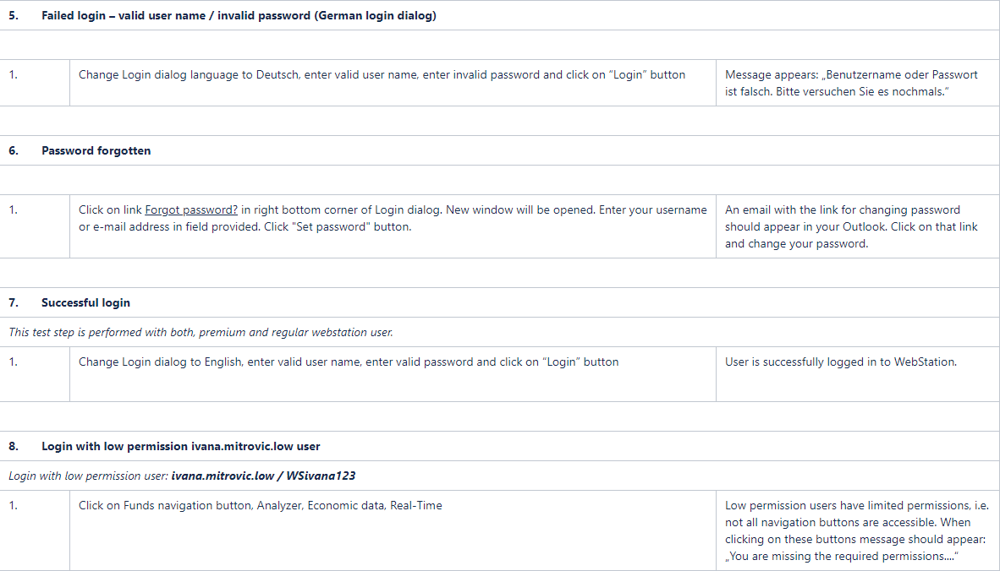 5. Failed login – valid user name / invalid password (German login dialog)
1. Change Login dialog language to Deutsch, enter valid user name, enter invalid password and click on “Login” button
Message appears: „Benutzername oder Passwort
ist falsch. Bitte versuchen Sie es nochmals.“
6. Password forgotten
1. Click on link Forgot password? in right bottom corner of Login dialog. New window will be opened. Enter your username
or e-mail address in field provided. Click "Set password" button.
An email with the link for changing password
should appear in your Outlook. Click on that link
and change your password.
7. Successful login
This test step is performed with both, premium and regular webstation user.
1. Change Login dialog to English, enter valid user name, enter valid password and click on “Login” button
User is successfully logged in to WebStation.
8. Login with low permission ivana.mitrovic.low user
Login with low permission user: ivana.mitrovic.low / WSivana123
1. Click on Funds navigation button, Analyzer, Economic data, Real-Time
Low permission users have limited permissions, i.e.
not all navigation buttons are accessible. When
clicking on these buttons message should appear:
„You are missing the required permissions....“